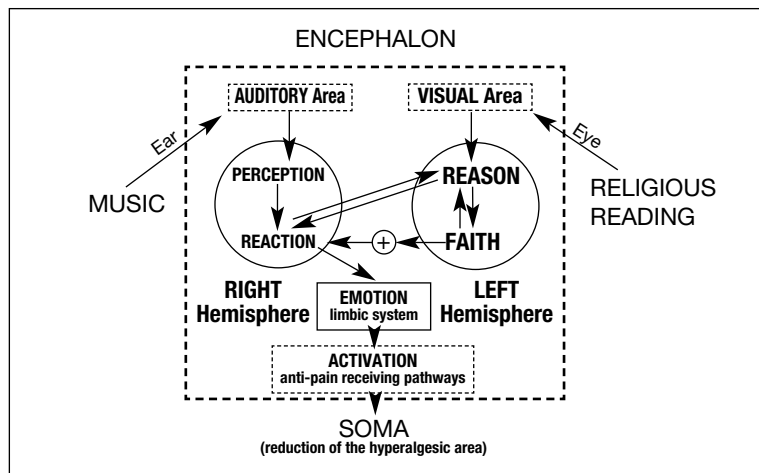 ENCEPHALON
AUDITORY Area
VISUAL Area
Ear
Eye
MUSIC
RELIGIOUS
READING
PERCEPTION
REASON
REACTION
+
FAITH
RIGHT
Hemisphere
LEFT
Hemisphere
EMOTION
limbic system
ACTIVATION
anti-pain receiving pathways
SOMA
(reduction of the hyperalgesic area)